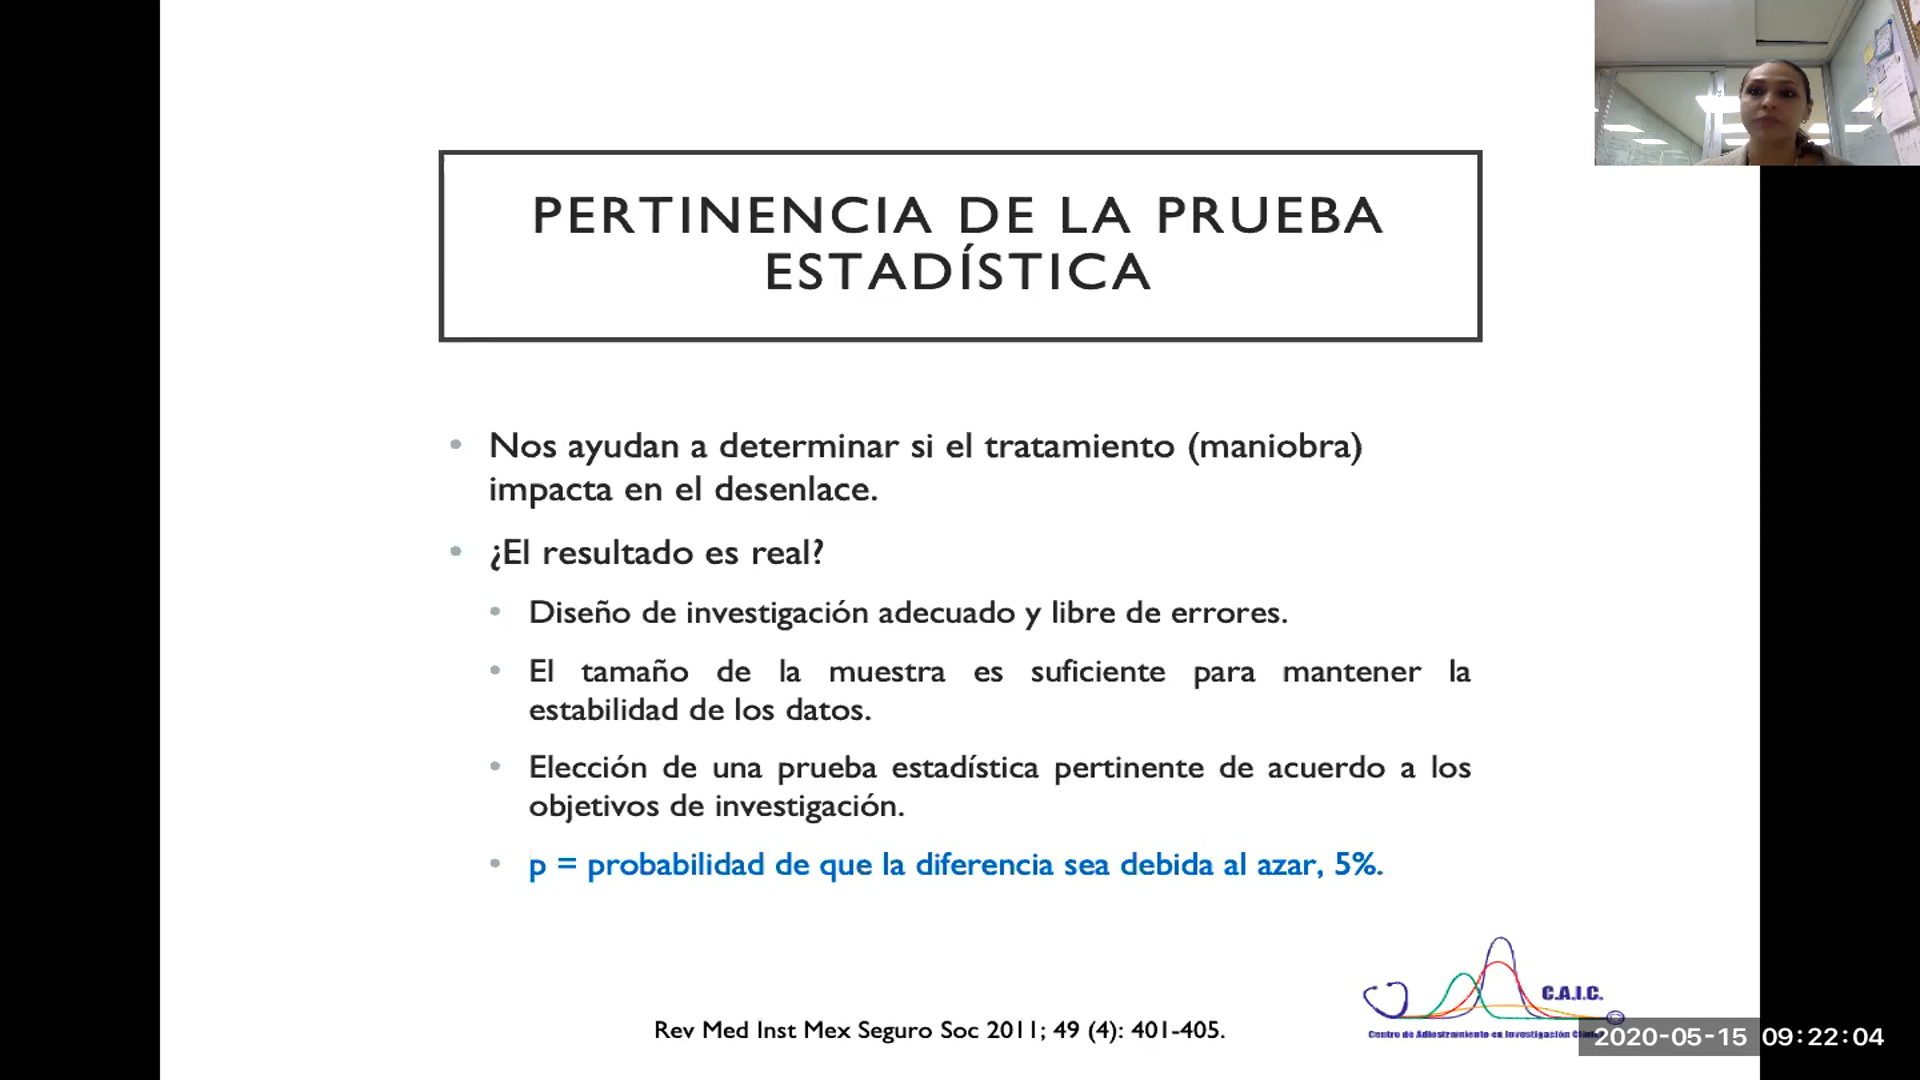 PERTINENCIA DE LA PRUEBA
ESTADÍSTICA
• Nos ayudan a determinar si el tratamiento (maniobra)
impacta en el desenlace.
• ¿El resultado es real?
• Diseño de investigación adecuado y libre de errores.
• El tamaño de la muestra es suficiente para mantener la
estabilidad de los datos.
• Elección de una prueba estadística pertinente de acuerdo a los
objetivos de investigación.
• p = probabilidad de que la diferencia sea debida al azar, 5%.
Rev Med Inst Mex Seguro Soc 2011; 49 (4): 401-405.
C.A.I.C.
©
Centro de Adiestramiento en Investigación
2020-05-15 09:22:04